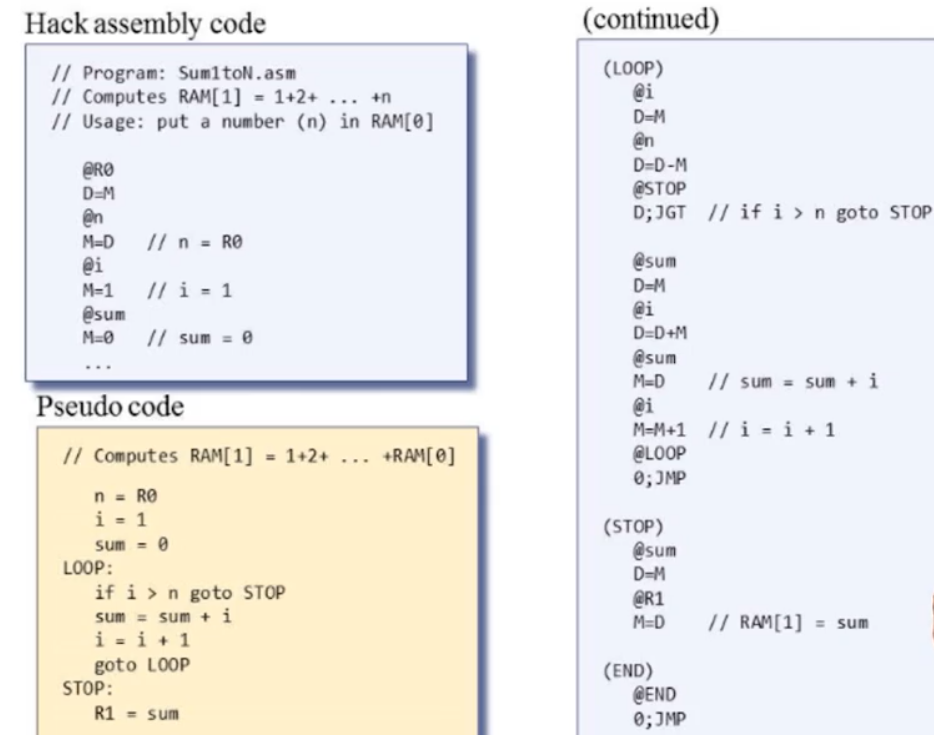 Hack assembly code
// Program: Sum1toN.asm
// Computes RAM[1] = 1+2+ ... +n
// Usage: put a number (n) in RAM[0]
@R0
D=M
@n
M=D // n = R0
@i
M=1 // i = 1
@sum
M=0 // sum = 0
...
Pseudo code
// Computes RAM[1] = 1+2+ ... +RAM[0]
n = R0
i = 1
sum = 0
LOOP:
if i > n goto STOP
sum = sum + i
i = i + 1
goto LOOP
STOP:
R1 = sum
(continued)
(LOOP)
@i
D=M
@n
D=D-M
@STOP
D;JGT // if i > n goto STOP
@sum
D=M
@i
D=D+M
@sum
M=D // sum = sum + i
@i
M=M+1 // i = i + 1
@LOOP
0;JMP
(STOP)
@sum
D=M
@R1
M=D // RAM[1] = sum
(END)
@END
0;JMP